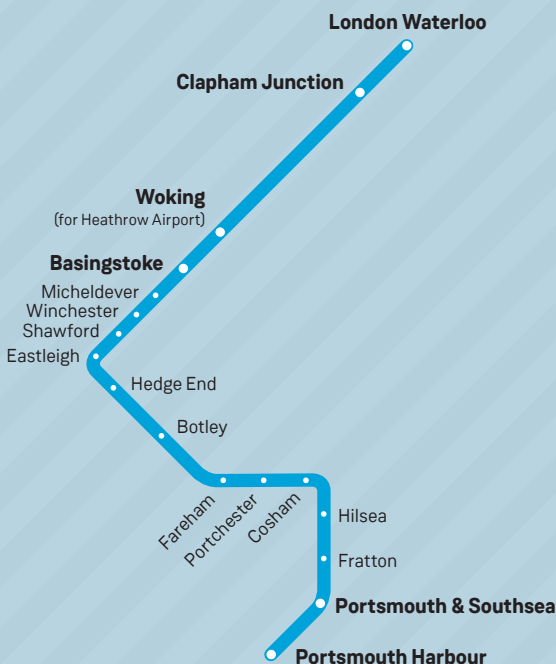 London Waterloo
Clapham Junction
Woking
(for Heathrow Airport)
Basingstoke
Micheldever
Winchester
Shawford
Eastleigh
Hedge End
Botley
Fareham
Portchester
Cosham
Hilsea
Fratton
Portsmouth & Southsea
Portsmouth Harbour